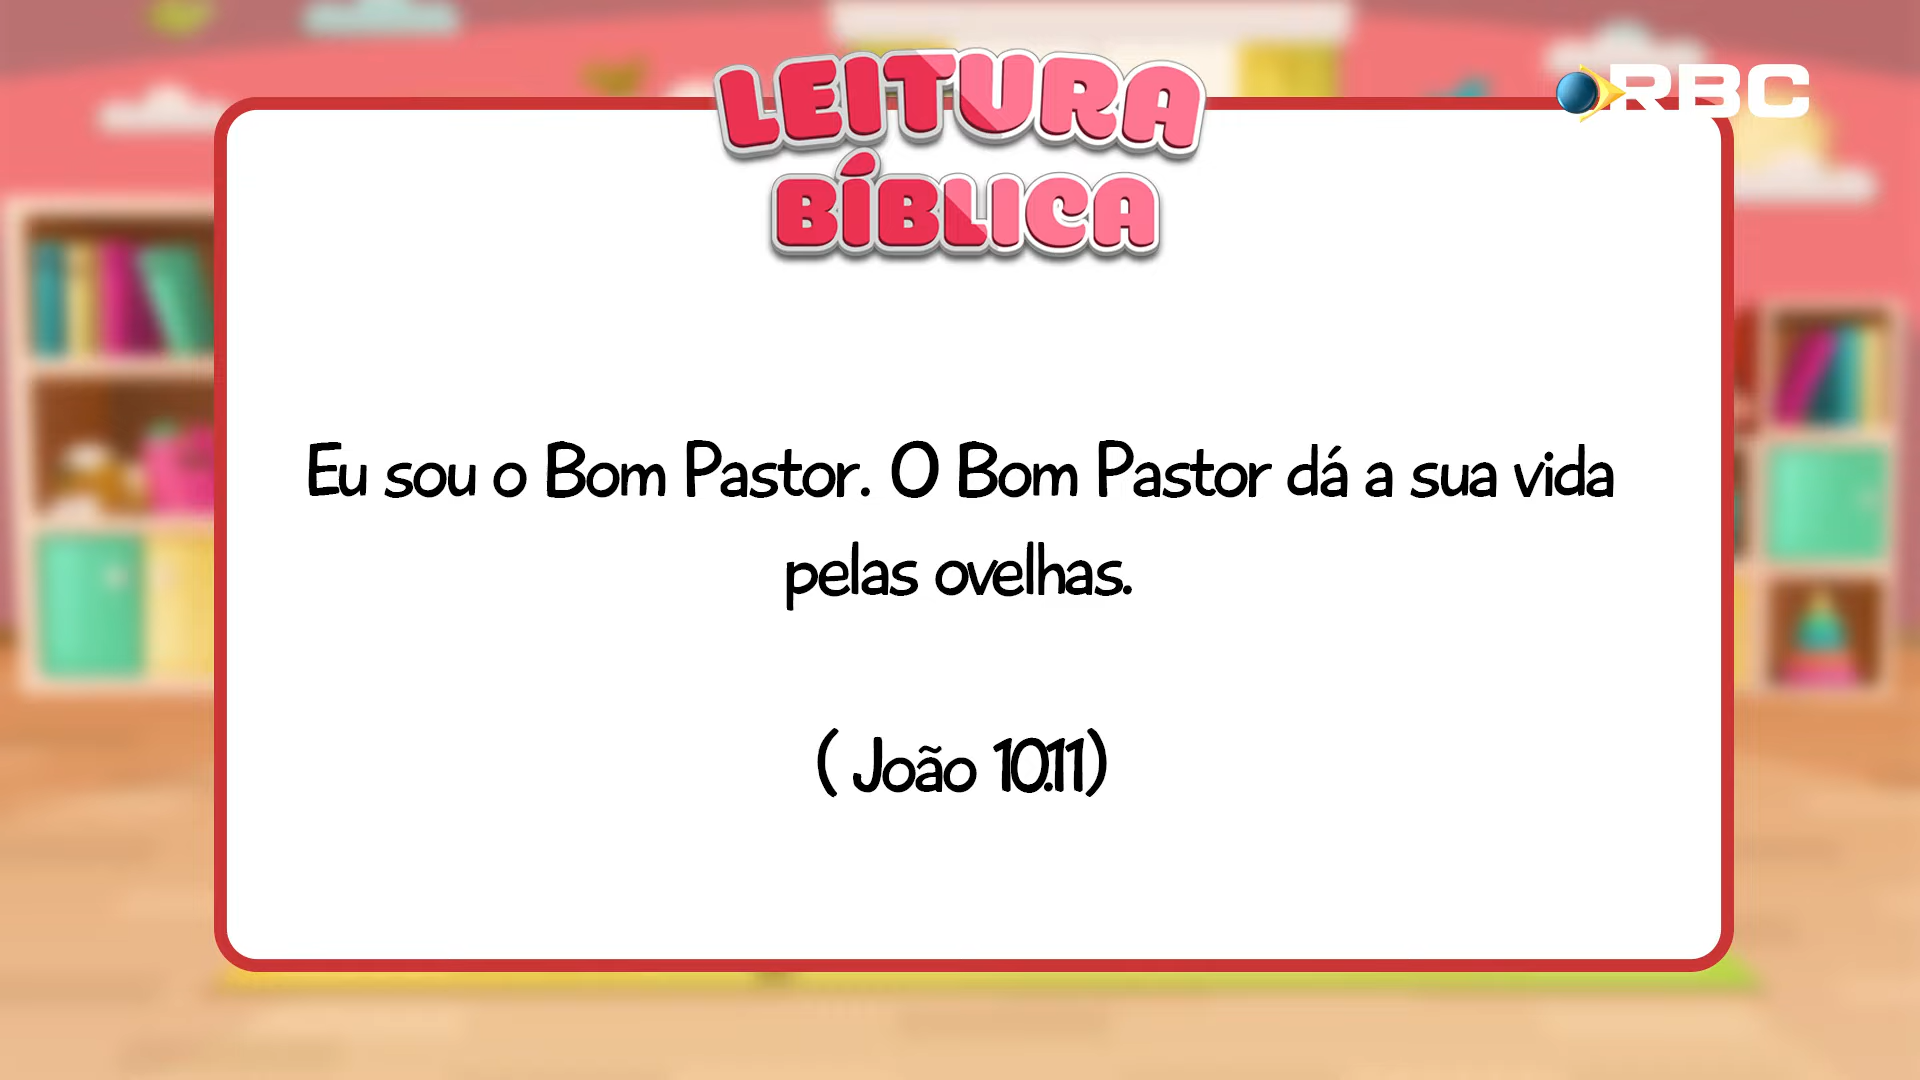 LEITURA
BÍBLICA
RBC
Eu sou o Bom Pastor. O Bom Pastor dá a sua vida
pelas ovelhas.
( João 10.11)